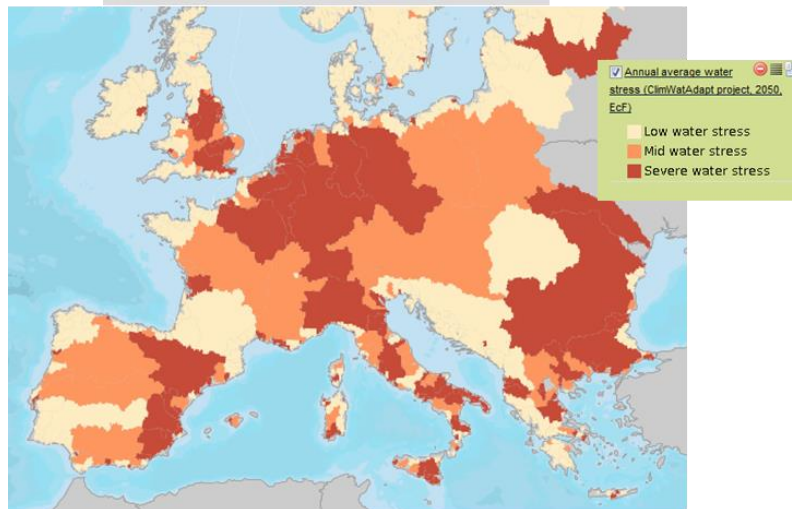 Annual average water
stress (ClimWatAdapt project, 2050,
EcF)
Low water stress
Mid water stress
Severe water stress